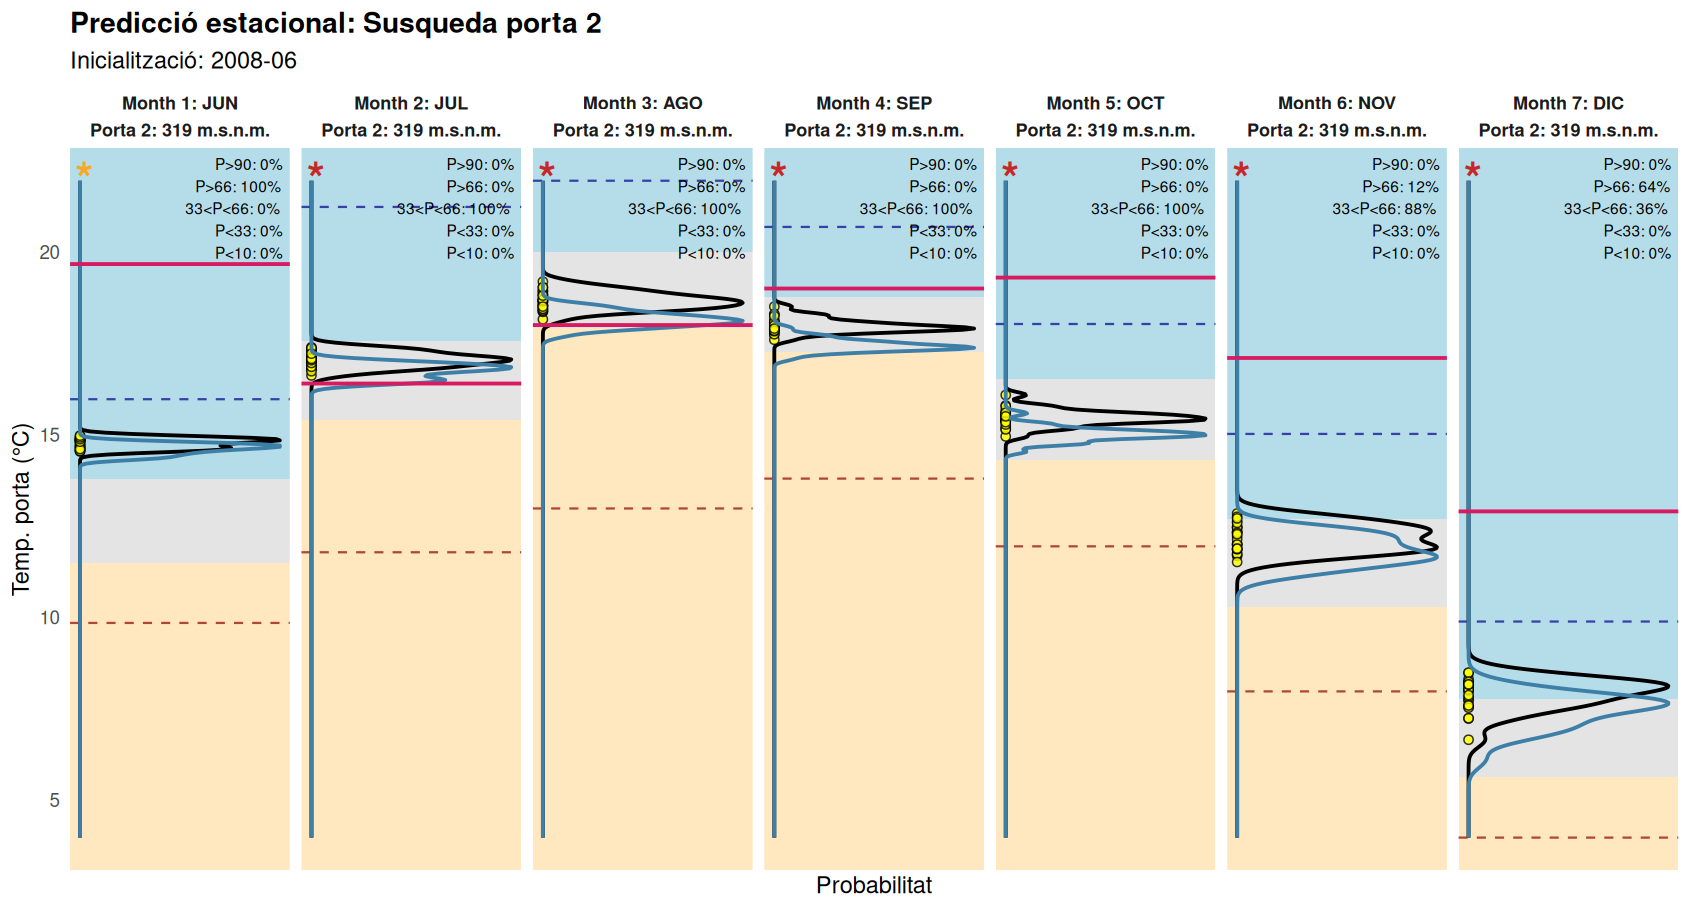 Predicció estacional: Susqueda porta 2
Inicialització: 2008-06
Month 1: JUN
Porta 2: 319 m.s.n.m.
Month 2: JUL
Porta 2: 319 m.s.n.m.
Month 3: AGO
Porta 2: 319 m.s.n.m.
Month 4: SEP
Porta 2: 319 m.s.n.m.
Month 5: OCT
Porta 2: 319 m.s.n.m.
Month 6: NOV
Porta 2: 319 m.s.n.m.
Month 7: DIC
Porta 2: 319 m.s.n.m.
*
P>90: 0%
P>66: 100%
33<P<66: 0%
P<33: 0%
P<10: 0%
*
P>90: 0%
P>66: 0%
33<P<66: 100%
P<33: 0%
P<10: 0%
*
P>90: 0%
P>66: 0%
33<P<66: 100%
P<33: 0%
P<10: 0%
*
P>90: 0%
P>66: 0%
33<P<66: 100%
P<33: 0%
P<10: 0%
*
P>90: 0%
P>66: 0%
33<P<66: 100%
P<33: 0%
P<10: 0%
*
P>90: 0%
P>66: 12%
33<P<66: 88%
P<33: 0%
P<10: 0%
*
P>90: 0%
P>66: 64%
33<P<66: 36%
P<33: 0%
P<10: 0%
20
15
10
5
Temp. porta (°C)
Probabilitat